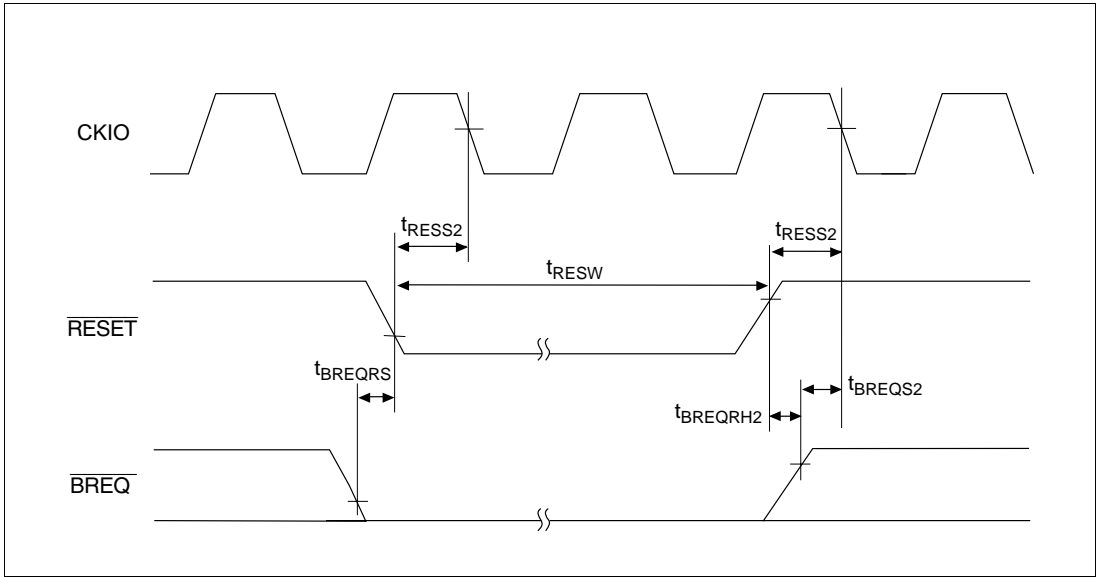 CKIO
tRESS2
tRESS2
tRESW
RESET
tBREQRS
tBREQS2
tBREQRH2
BREQ